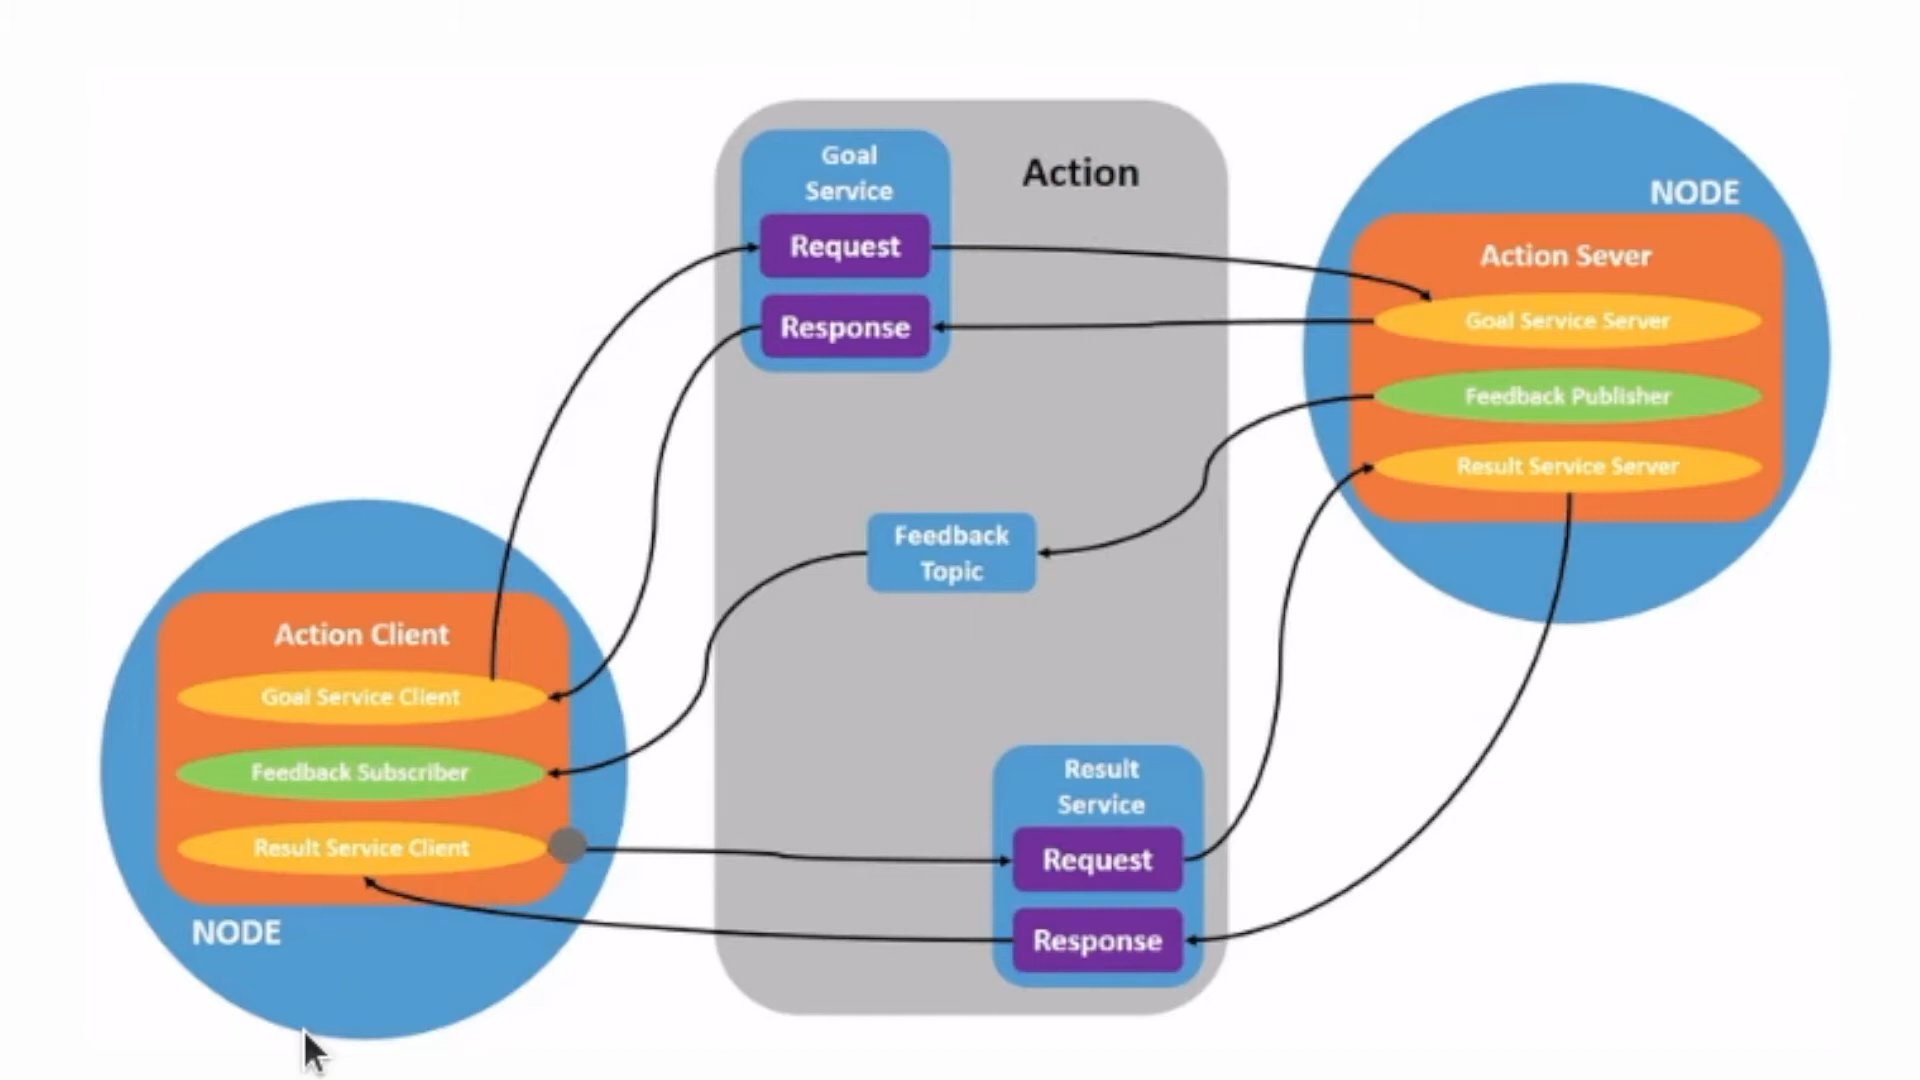 Goal
Service
Request
Response
Action
NODE
Action Sever
Goal Service Server
Feedback Publisher
Result Service Server
Feedback
Topic
Action Client
Goal Service Client
Feedback Subscriber
Result Service Client
NODE
Result
Service
Request
Response